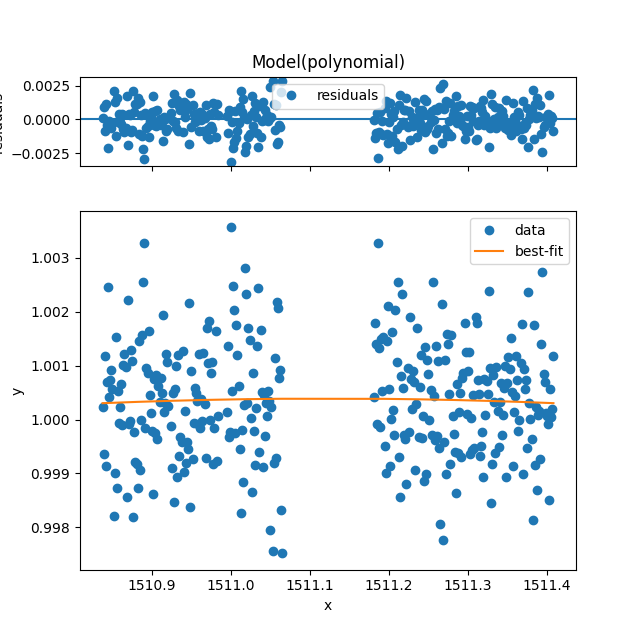 Model(polynomial)
0.0025
0.0000
−0.0025
residuals
residuals
1.003
1.002
1.001
1.000
0.999
0.998
y
data
best-fit
1510.9 1511.0 1511.1 1511.2 1511.3 1511.4
x